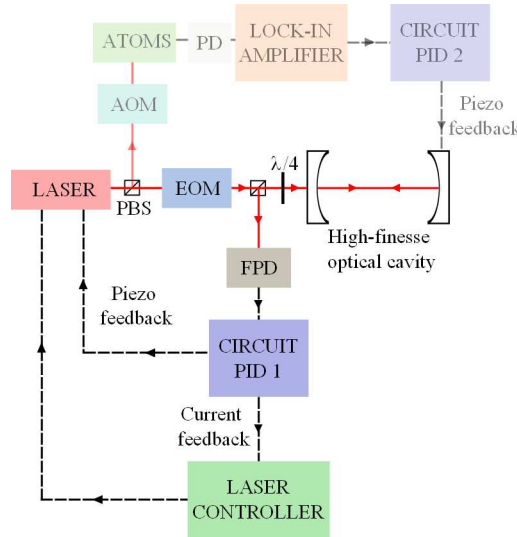 ATOMS
PD
LOCK-IN
AMPLIFIER
CIRCUIT
PID 2
AOM
Piezo
feedback
λ/4
LASER
EOM
PBS
High-finesse
optical cavity
FPD
Piezo
feedback
CIRCUIT
PID 1
Current
feedback
LASER
CONTROLLER